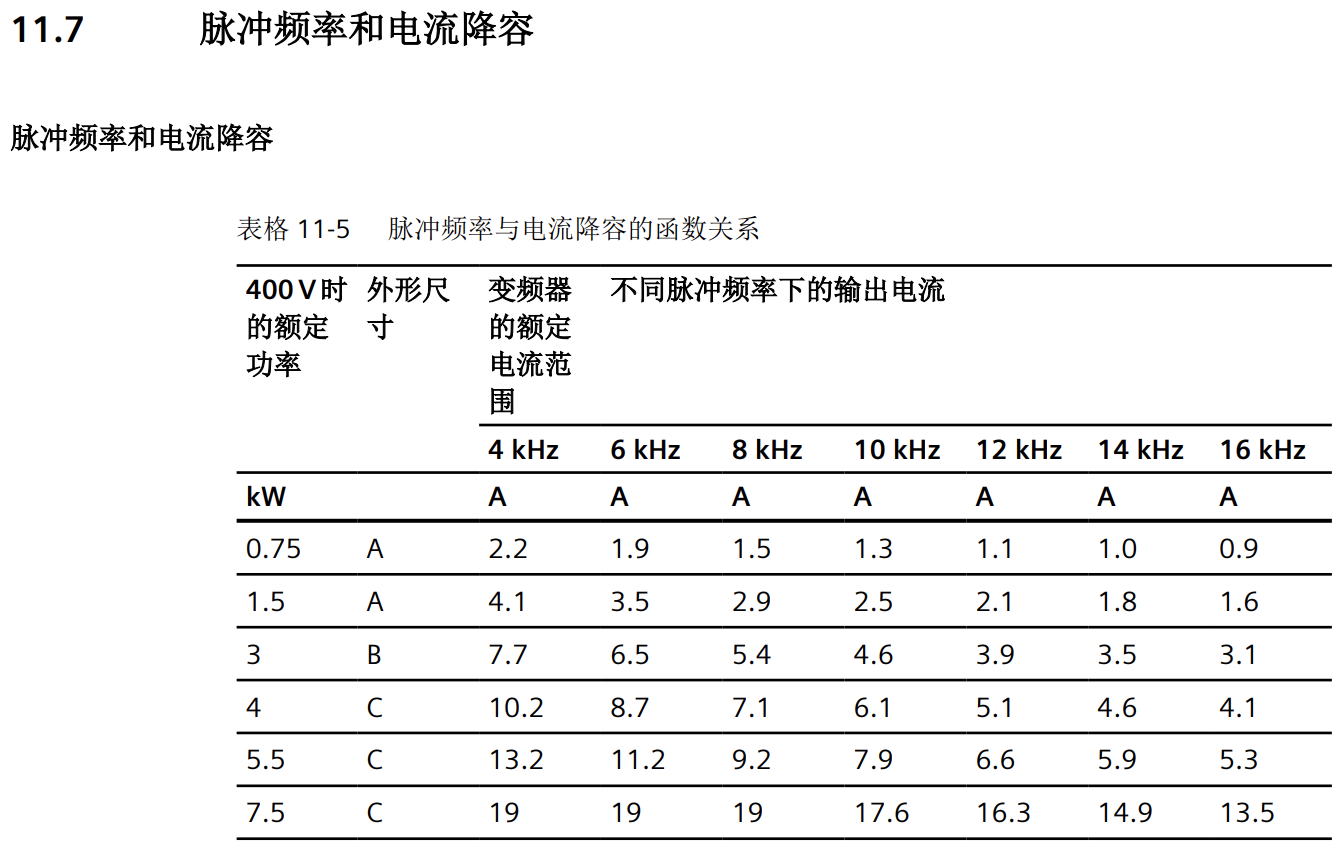 11.7 脉冲频率和电流降容
脉冲频率和电流降容
表格 11-5 脉冲频率与电流降容的函数关系
400 V 时 外形尺 变频器 不同脉冲频率下的输出电流
的额定 寸 的额定
功率 电流范
围
4 kHz 6 kHz 8 kHz 10 kHz 12 kHz 14 kHz 16 kHz
kW A A A A A A A
0.75 A 2.2 1.9 1.5 1.3 1.1 1.0 0.9
1.5 A 4.1 3.5 2.9 2.5 2.1 1.8 1.6
3 B 7.7 6.5 5.4 4.6 3.9 3.5 3.1
4 C 10.2 8.7 7.1 6.1 5.1 4.6 4.1
5.5 C 13.2 11.2 9.2 7.9 6.6 5.9 5.3
7.5 C 19 19 19 17.6 16.3 14.9 13.5